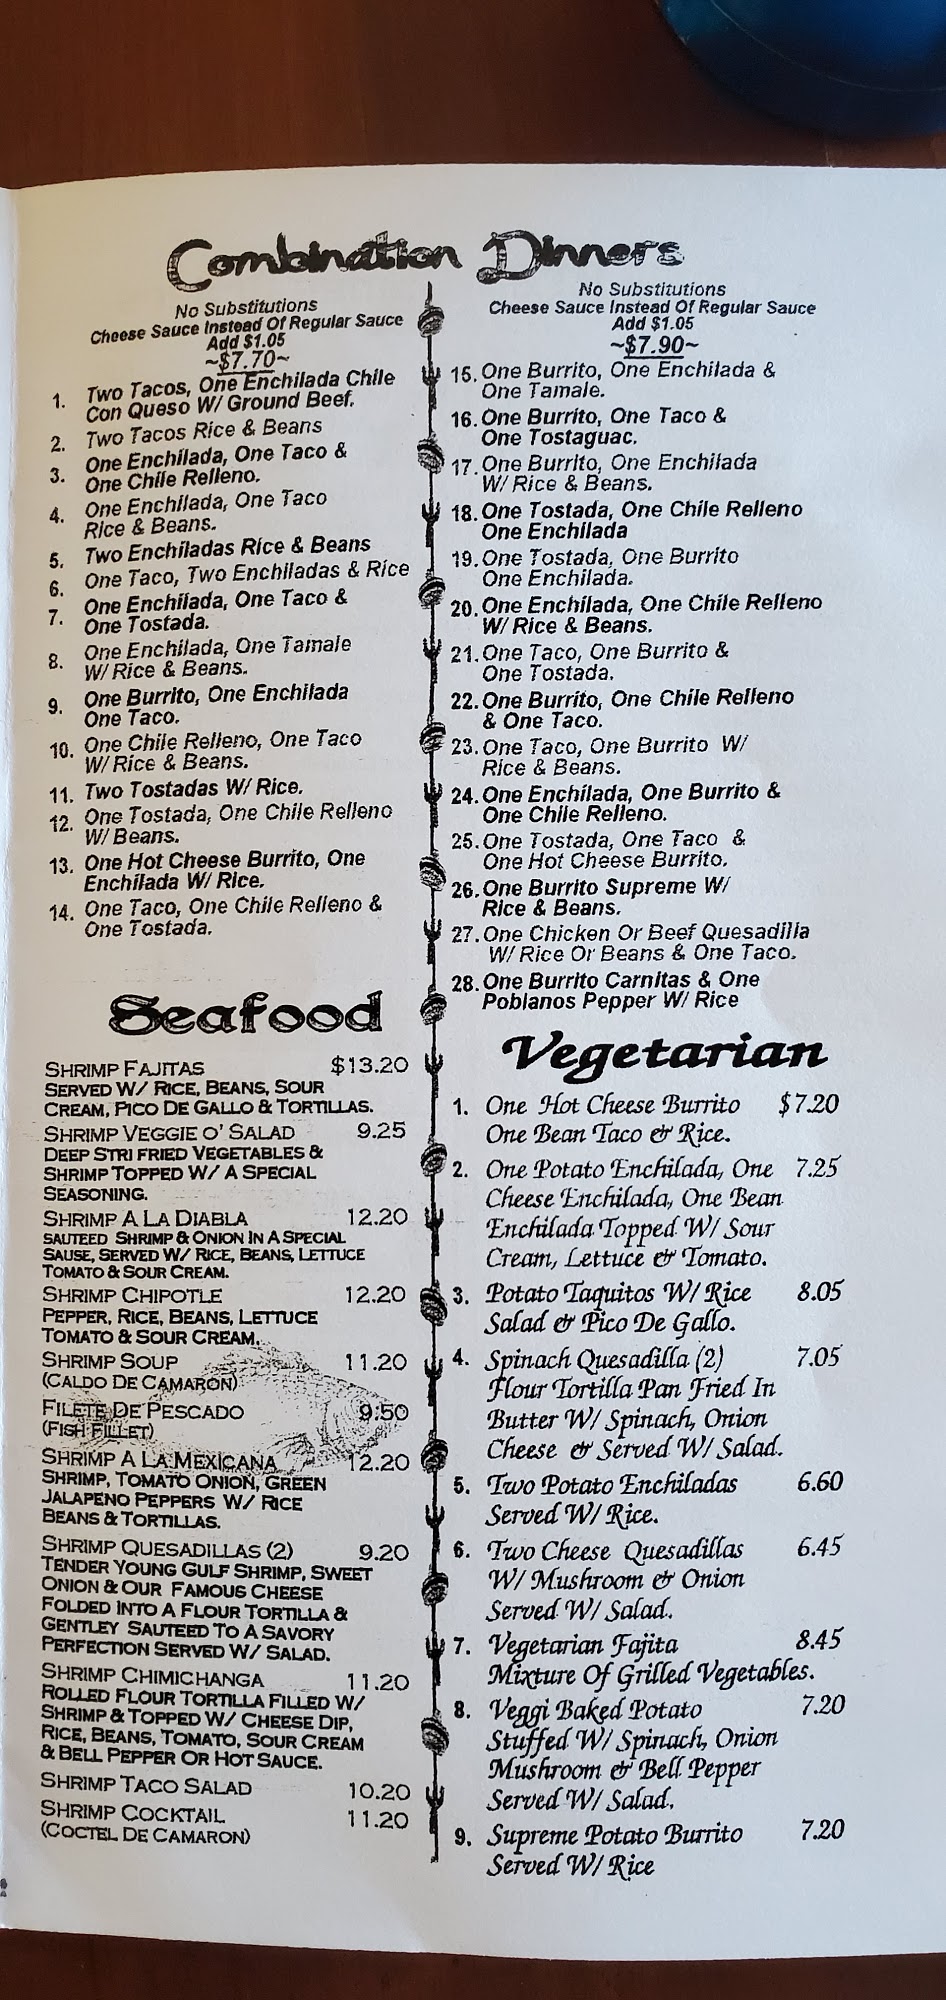 Combination Dinners
No Substitutions
Cheese Sauce Instead Of Regular Sauce
Add $1.05
~$7.70~
1. Two Tacos, One Enchilada Chile
Con Queso W/ Ground Beef.
2. Two Tacos Rice & Beans
3. One Enchilada, One Taco &
One Chile Relleno.
4. One Enchilada, One Taco
Rice & Beans.
5. Two Enchiladas Rice & Beans
6. One Taco, Two Enchiladas & Rice
7. One Enchilada, One Taco &
One Tostada.
8. One Enchilada, One Tamale
W/ Rice & Beans.
9. One Burrito, One Enchilada
One Taco.
10. One Chile Relleno, One Taco
W/ Rice & Beans.
11. Two Tostadas W/ Rice.
12. One Tostada, One Chile Relleno
W/ Beans.
13. One Hot Cheese Burrito, One
Enchilada W/ Rice.
14. One Taco, One Chile Relleno &
One Tostada.
No Substitutions
Cheese Sauce Instead Of Regular Sauce
Add $1.05
~$7.90~
15. One Burrito, One Enchilada &
One Tamale.
16. One Burrito, One Taco &
One Tostaguac.
17. One Burrito, One Enchilada
W/ Rice & Beans.
18. One Tostada, One Chile Relleno
One Enchilada
19. One Tostada, One Burrito
One Enchilada.
20. One Enchilada, One Chile Relleno
W/ Rice & Beans.
21. One Taco, One Burrito &
One Tostada.
22. One Burrito, One Chile Relleno
& One Taco.
23. One Taco, One Burrito W/
Rice & Beans.
24. One Enchilada, One Burrito &
One Chile Relleno.
25. One Tostada, One Taco &
One Hot Cheese Burrito.
26. One Burrito Supreme W/
Rice & Beans.
27. One Chicken Or Beef Quesadilla
W/ Rice Or Beans & One Taco.
28. One Burrito Carnitas & One
Poblanos Pepper W/ Rice
Seafood
SHRIMP FAJITAS $13.20
SERVED W/ RICE, BEANS, SOUR
CREAM, PICO DE GALLO & TORTILLAS.
SHRIMP VEGGIE O' SALAD 9.25
DEEP STRI FRIED VEGETABLES &
SHRIMP TOPPED W/ A SPECIAL
SEASONING.
SHRIMP A LA DIABLA 12.20
SAUTEED SHRIMP & ONION IN A SPECIAL
SAUSE, SERVED W/ RICE, BEANS, LETTUCE
TOMATO & SOUR CREAM.
SHRIMP CHIPOTLE 12.20
PEPPER, RICE, BEANS, LETTUCE
TOMATO & SOUR CREAM.
SHRIMP SOUP 11.20
(CALDO DE CAMARON)
FILETE DE PESCADO 9.50
(FISH FILLET)
SHRIMP A LA MEXICANA 12.20
SHRIMP, TOMATO ONION, GREEN
JALAPENO PEPPERS W/ RICE
BEANS & TORTILLAS.
SHRIMP QUESADILLAS (2) 9.20
TENDER YOUNG GULF SHRIMP, SWEET
ONION & OUR FAMOUS CHEESE
FOLDED INTO A FLOUR TORTILLA &
GENTLEY SAUTEED TO A SAVORY
PERFECTION SERVED W/ SALAD.
SHRIMP CHIMICHANGA 11.20
ROLLED FLOUR TORTILLA FILLED W/
SHRIMP & TOPPED W/ CHEESE DIP,
RICE, BEANS, TOMATO, SOUR CREAM
& BELL PEPPER OR HOT SAUCE.
SHRIMP TACO SALAD 10.20
SHRIMP COCKTAIL 11.20
(COCTEL DE CAMARON)
Vegetarian
1. One Hot Cheese Burrito $7.20
One Bean Taco & Rice.
2. One Potato Enchilada, One 7.25
Cheese Enchilada, One Bean
Enchilada Topped W/ Sour
Cream, Lettuce & Tomato.
3. Potato Taquitos W/ Rice 8.05
Salad & Pico De Gallo.
4. Spinach Quesadilla (2) 7.05
Flour Tortilla Pan Fried In
Butter W/ Spinach, Onion
Cheese & Served W/ Salad.
5. Two Potato Enchiladas 6.60
Served W/ Rice.
6. Two Cheese Quesadillas 6.45
W/ Mushroom & Onion
Served W/ Salad.
7. Vegetarian Fajita 8.45
Mixture Of Grilled Vegetables.
8. Veggi Baked Potato 7.20
Stuffed W/ Spinach, Onion
Mushroom & Bell Pepper
Served W/ Salad.
9. Supreme Potato Burrito 7.20
Served W/ Rice